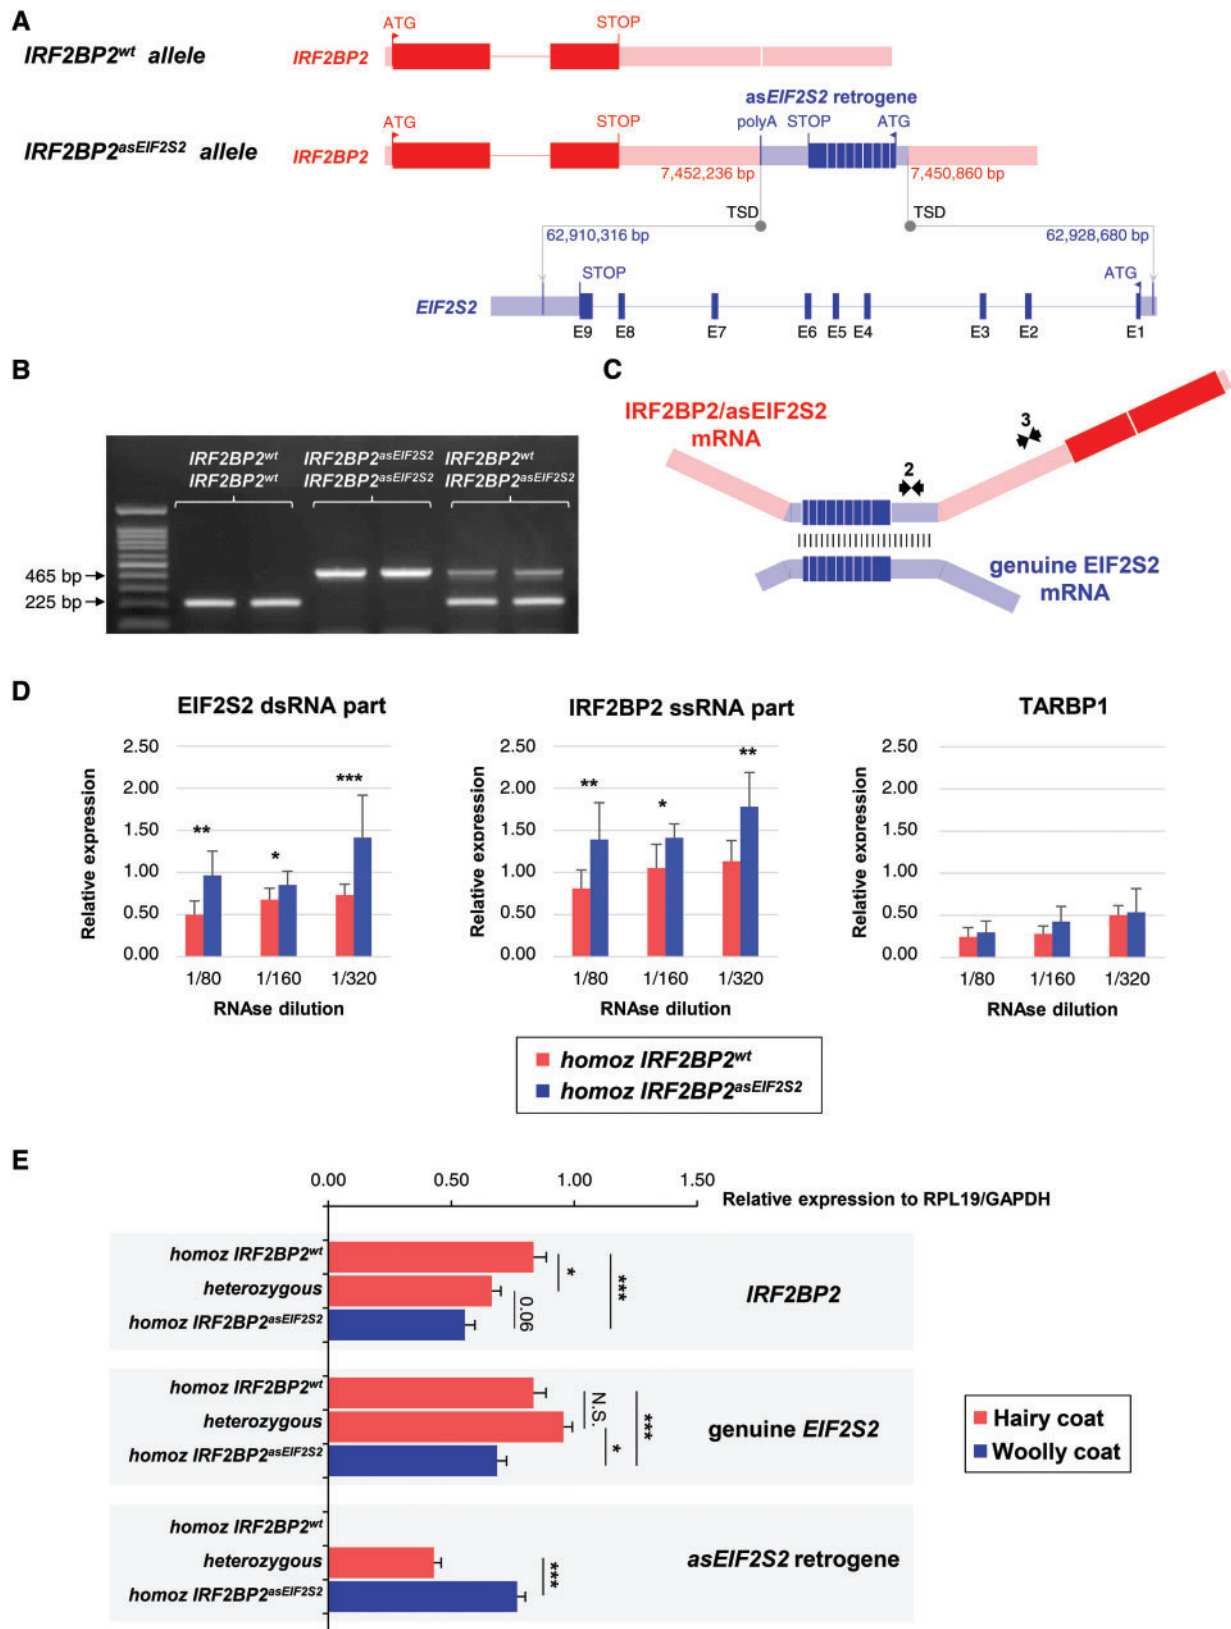 A
ATG
STOP
IRF2BP2wt allele
IRF2BP2
asEIF2S2 retrogene
ATG
STOP
polyA
STOP
ATG
IRF2BP2asEIF2S2 allele
IRF2BP2
7,452,236 bp
7,450,860 bp
TSD
TSD
62,910,316 bp
62,928,680 bp
STOP
ATG
EIF2S2
E9
E8
E7
E6
E5
E4
E3
E2
E1
B
IRF2BP2wt
IRF2BP2wt
IRF2BP2asEIF2S2
IRF2BP2asEIF2S2
IRF2BP2wt
IRF2BP2asEIF2S2
465 bp
225 bp
C
IRF2BP2/asEIF2S2
mRNA
3
2
genuine EIF2S2
mRNA
D
EIF2S2 dsRNA part
Relative expression
2.50
2.00
1.50
1.00
0.50
0.00
**
*
***
1/80
1/160
1/320
RNAse dilution
IRF2BP2 ssRNA part
Relative expression
2.50
2.00
1.50
1.00
0.50
0.00
**
*
**
1/80
1/160
1/320
RNAse dilution
TARBP1
Relative expression
2.50
2.00
1.50
1.00
0.50
0.00
1/80
1/160
1/320
RNAse dilution
homoz IRF2BP2wt
homoz IRF2BP2asEIF2S2
E
0.00
0.50
1.00
1.50
Relative expression to RPL19/GAPDH
homoz IRF2BP2wt
heterozygous
homoz IRF2BP2asEIF2S2
*
0.06
***
IRF2BP2
homoz IRF2BP2wt
heterozygous
homoz IRF2BP2asEIF2S2
N.S.
*
***
genuine EIF2S2
homoz IRF2BP2wt
heterozygous
homoz IRF2BP2asEIF2S2
***
asEIF2S2 retrogene
Hairy coat
Woolly coat